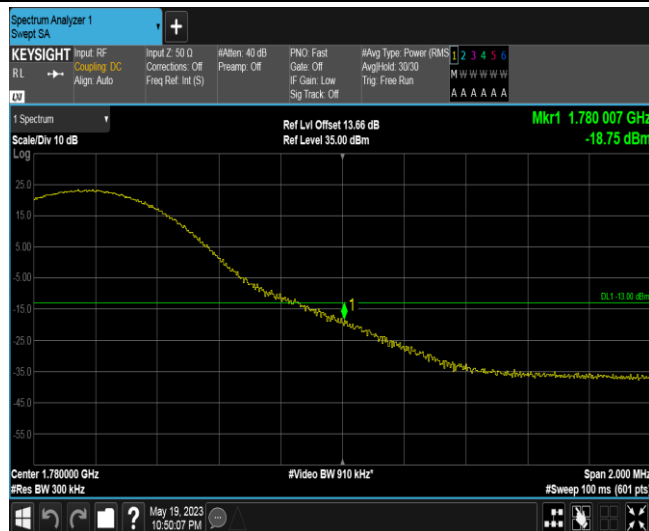 Spectrum Analyzer 1
Swept SA
+
KEYSIGHT
Input: RF
Coupling: DC
Align: Auto
Input Z: 50 Ω
Corrections: Off
Freq Ref: Int (S)
#Atten: 40 dB
Preamp: Off
PNO: Fast
Gate: Off
IF Gain: Low
Sig Track: Off
#Avg Type: Power (RMS
Avg|Hold: 30/30
Trig: Free Run
1 2 3 4 5 6
M W W W W W
A A A A A A
R L
LXI
1 Spectrum
Scale/Div 10 dB
Log
Ref Lvl Offset 13.66 dB
Ref Level 35.00 dBm
Mkr1 1.780 007 GHz
-18.75 dBm
25.0
15.0
5.00
-5.00
DL1 -13.00 dBm
1
-15.0
-25.0
-35.0
-45.0
-55.0
Center 1.780000 GHz
#Video BW 910 kHz*
Span 2.000 MHz
#Res BW 300 kHz
#Sweep 100 ms (601 pts)
?
May 19, 2023
10:50:07 PM